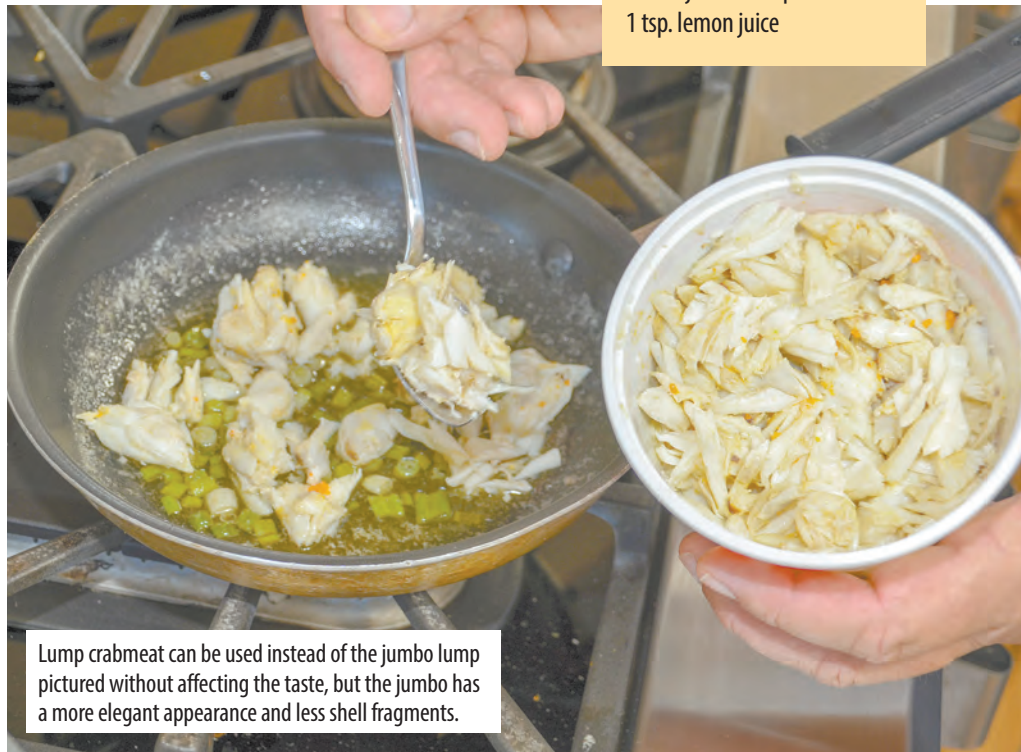 1 tsp. lemon juice
Lump crabmeat can be used instead of the jumbo lump
pictured without affecting the taste, but the jumbo has
a more elegant appearance and less shell fragments.